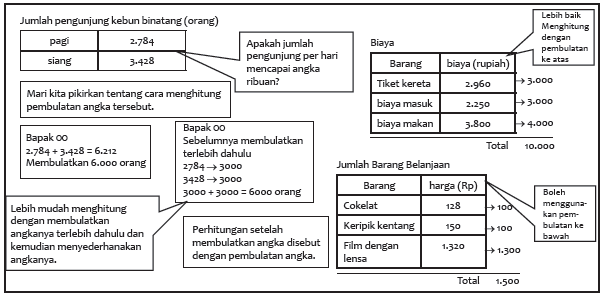 Jumlah pengunjung kebun binatang (orang)
pagi 2.784
siang 3.428
Apakah jumlah
pengunjung per hari
mencapai angka
ribuan?
Mari kita pikirkan tentang cara menghitung
pembulatan angka tersebut.
Bapak OO
2.784 + 3.428 = 6.212
Membulatkan 6.000 orang
Bapak OO
Sebelumnya membulatkan
terlebih dahulu
2784 → 3000
3428 → 3000
3000 + 3000 = 6000 orang
Lebih mudah menghitung
dengan membulatkan
angkanya terlebih dahulu dan
kemudian menyederhanakan
angkanya.
Perhitungan setelah
membulatkan angka disebut
dengan pembulatan angka.
Lebih baik
Menghitung
dengan
pembulatan
ke atas
Biaya
Barang biaya (rupiah)
Tiket kereta 2.960 → 3.000
biaya masuk 2.250 → 3.000
biaya makan 3.800 → 4.000
Total 10.000
Jumlah Barang Belanjaan
Barang harga (Rp)
Cokelat 128 → 100
Keripik kentang 150 → 100
Film dengan
lensa 1.320 → 1.300
Total 1.500
Boleh
mengguna-
kan pem-
bulatan ke
bawah